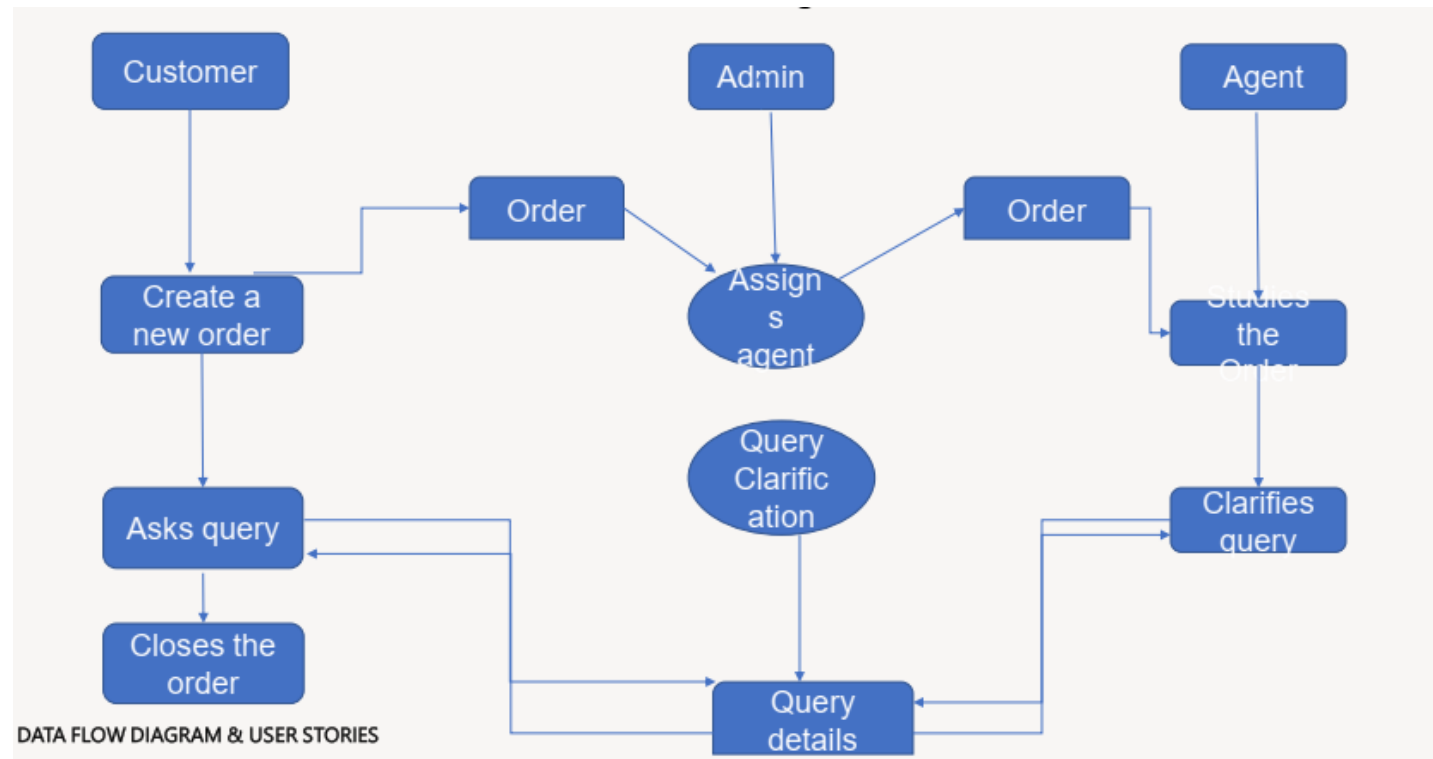 Customer
Admin
Agent
Order
Order
Create a
new order
Assign
s
agent
Studies
the
Order
Query
Clarific
ation
Asks query
Clarifies
query
Closes the
order
Query
details
DATA FLOW DIAGRAM & USER STORIES